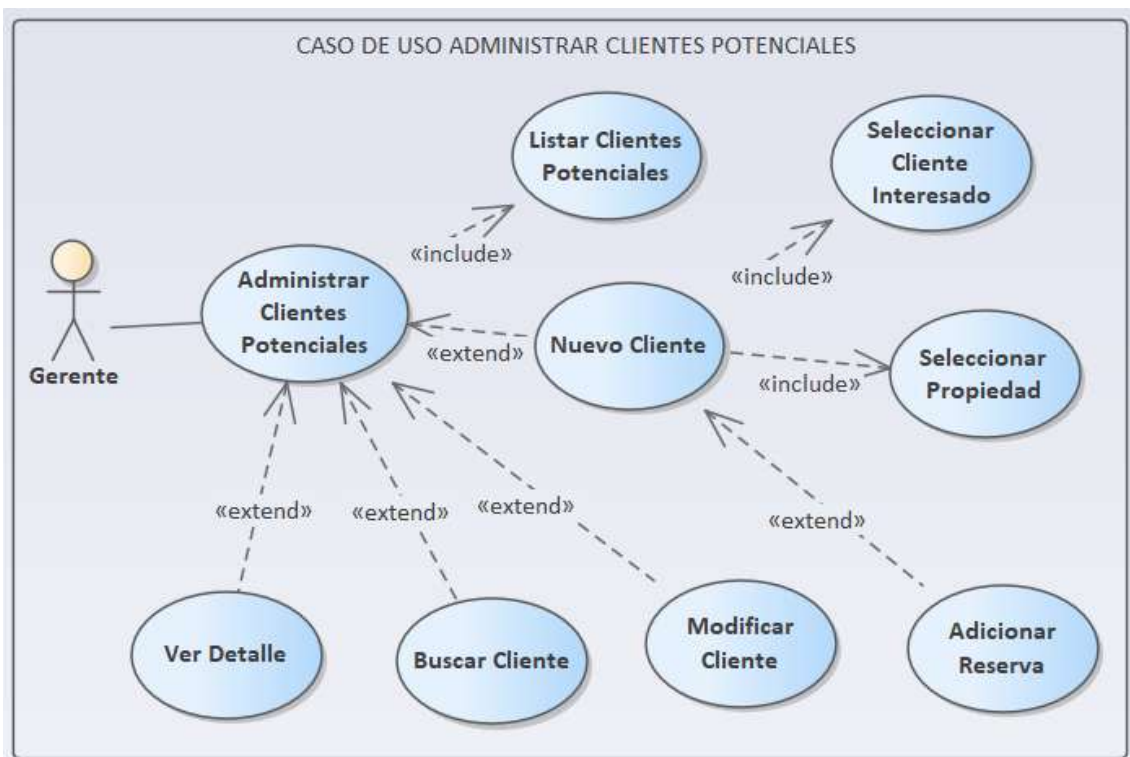 CASO DE USO ADMINISTRAR CLIENTES POTENCIALES
Listar Clientes
Potenciales
Seleccionar
Cliente
Interesado
«include»
«include»
Administrar
Clientes
Potenciales
Gerente
«extend»
Nuevo Cliente
«include»
Seleccionar
Propiedad
«extend»
«extend»
«extend»
«extend»
Ver Detalle
Buscar Cliente
Modificar
Cliente
Adicionar
Reserva